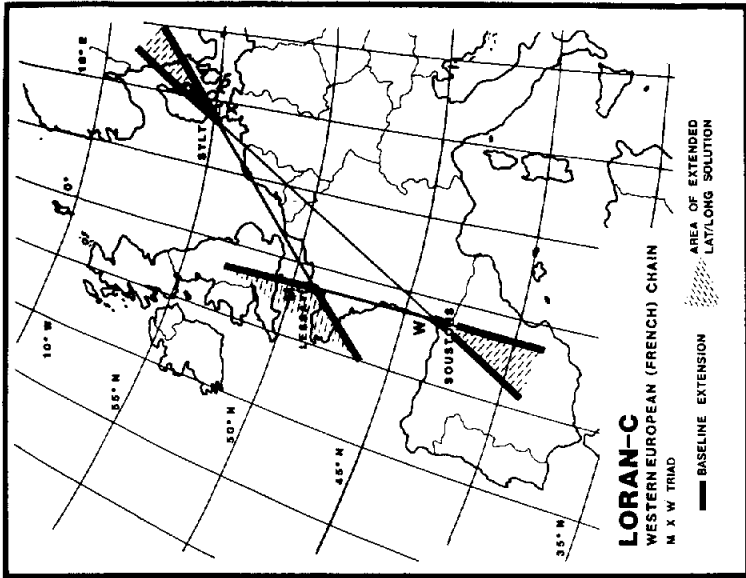 10° W
0°
10° E
55° N
50° N
45° N
35° N
SYLT
X
LESSAY
W
SOUSTONS
LORAN-C
WESTERN EUROPEAN (FRENCH) CHAIN
M X W TRIAD
BASELINE EXTENSION
AREA OF EXTENDED
LAT/LONG SOLUTION